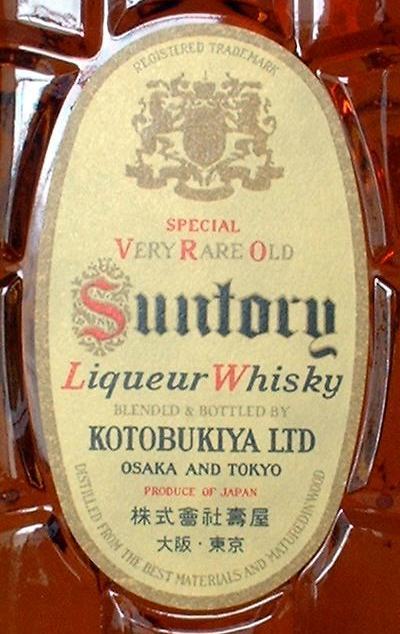 REGISTERED TRADEMARK
SPECIAL
VERY RARE OLD
Suntory
Liqueur Whisky
BLENDED & BOTTLED BY
KOTOBUKIYA LTD
OSAKA AND TOKYO
PRODUCE OF JAPAN
株式會社壽屋
大阪・東京
DISTILLED FROM THE BEST MATERIALS AND MATURED IN WOOD